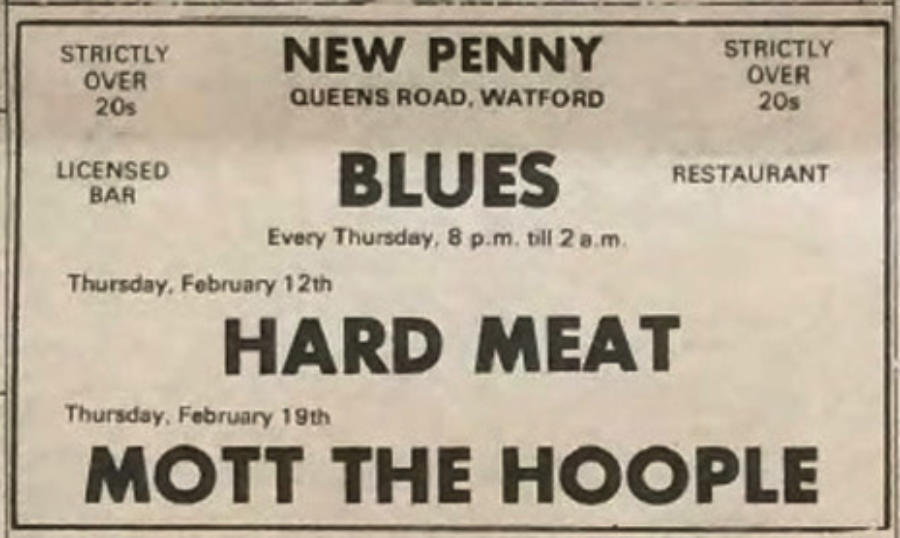 STRICTLY
OVER
20s
NEW PENNY
QUEENS ROAD, WATFORD
STRICTLY
OVER
20s
LICENSED
BAR
BLUES
RESTAURANT
Every Thursday, 8 p.m. till 2 a.m.
Thursday, February 12th
HARD MEAT
Thursday, February 19th
MOTT THE HOOPLE